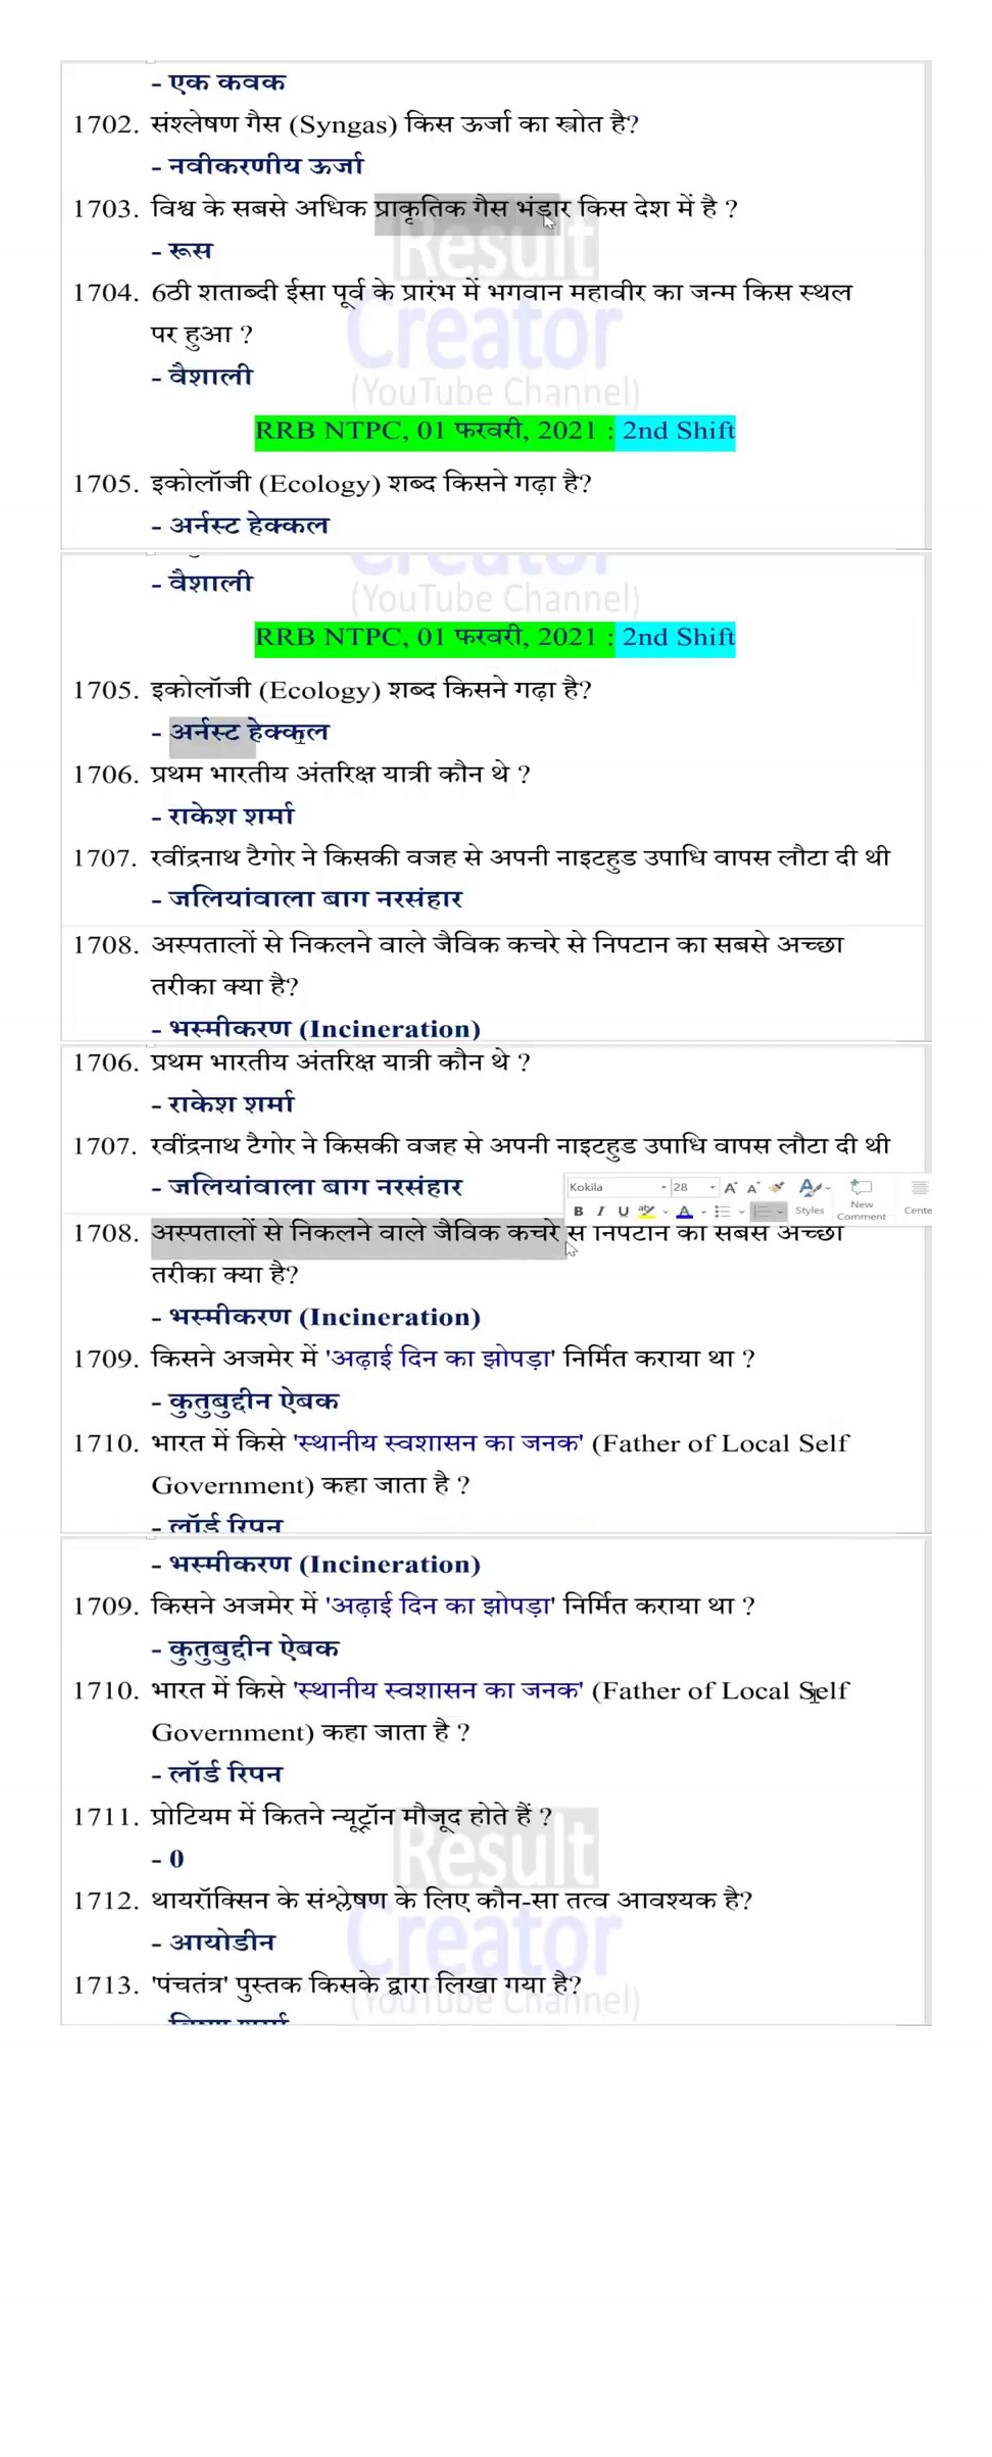 - एक कवक
1702. संश्लेषण गैस (Syngas) किस ऊर्जा का स्त्रोत है?
- नवीकरणीय ऊर्जा
1703. विश्व के सबसे अधिक प्राकृतिक गैस भंडार किस देश में है ?
Result
- रूस
1704. 6ठी शताब्दी ईसा पूर्व के प्रारंभ में भगवान महावीर का जन्म किस स्थल
Creator
पर हुआ ?
- वैशाली
(YouTube Channel)
RRB NTPC, 01 फरवरी, 2021 : 2nd Shift
1705. इकोलॉजी (Ecology) शब्द किसने गढ़ा है?
- अर्नस्ट हेक्कल
Creator
- वैशाली
(YouTube Channel)
RRB NTPC, 01 फरवरी, 2021 : 2nd Shift
1705. इकोलॉजी (Ecology) शब्द किसने गढ़ा है?
- अर्नस्ट हेक्कल
1706. प्रथम भारतीय अंतरिक्ष यात्री कौन थे ?
- राकेश शर्मा
1707. रवींद्रनाथ टैगोर ने किसकी वजह से अपनी नाइटहुड उपाधि वापस लौटा दी थी
- जलियांवाला बाग नरसंहार
1708. अस्पतालों से निकलने वाले जैविक कचरे से निपटान का सबसे अच्छा
तरीका क्या है?
- भस्मीकरण (Incineration)
1706. प्रथम भारतीय अंतरिक्ष यात्री कौन थे ?
- राकेश शर्मा
1707. रवींद्रनाथ टैगोर ने किसकी वजह से अपनी नाइटहुड उपाधि वापस लौटा दी थी
- जलियांवाला बाग नरसंहार
Kokila 28 A A A New
B I U ab A Styles Comment Cente
1708. अस्पतालों से निकलने वाले जैविक कचरे से निपटान का सबसे अच्छा
तरीका क्या है?
- भस्मीकरण (Incineration)
1709. किसने अजमेर में 'अढ़ाई दिन का झोपड़ा' निर्मित कराया था ?
- कुतुबुद्दीन ऐबक
1710. भारत में किसे 'स्थानीय स्वशासन का जनक' (Father of Local Self
Government) कहा जाता है ?
- लॉर्ड रिपन
- भस्मीकरण (Incineration)
1709. किसने अजमेर में 'अढ़ाई दिन का झोपड़ा' निर्मित कराया था ?
- कुतुबुद्दीन ऐबक
1710. भारत में किसे 'स्थानीय स्वशासन का जनक' (Father of Local Self
Government) कहा जाता है ?
- लॉर्ड रिपन
1711. प्रोटियम में कितने न्यूट्रॉन मौजूद होते हैं ?
Result
- 0
1712. थायरॉक्सिन के संश्लेषण के लिए कौन-सा तत्व आवश्यक है?
Creator
- आयोडीन
1713. 'पंचतंत्र' पुस्तक किसके द्वारा लिखा गया है?
(YouTube Channel)